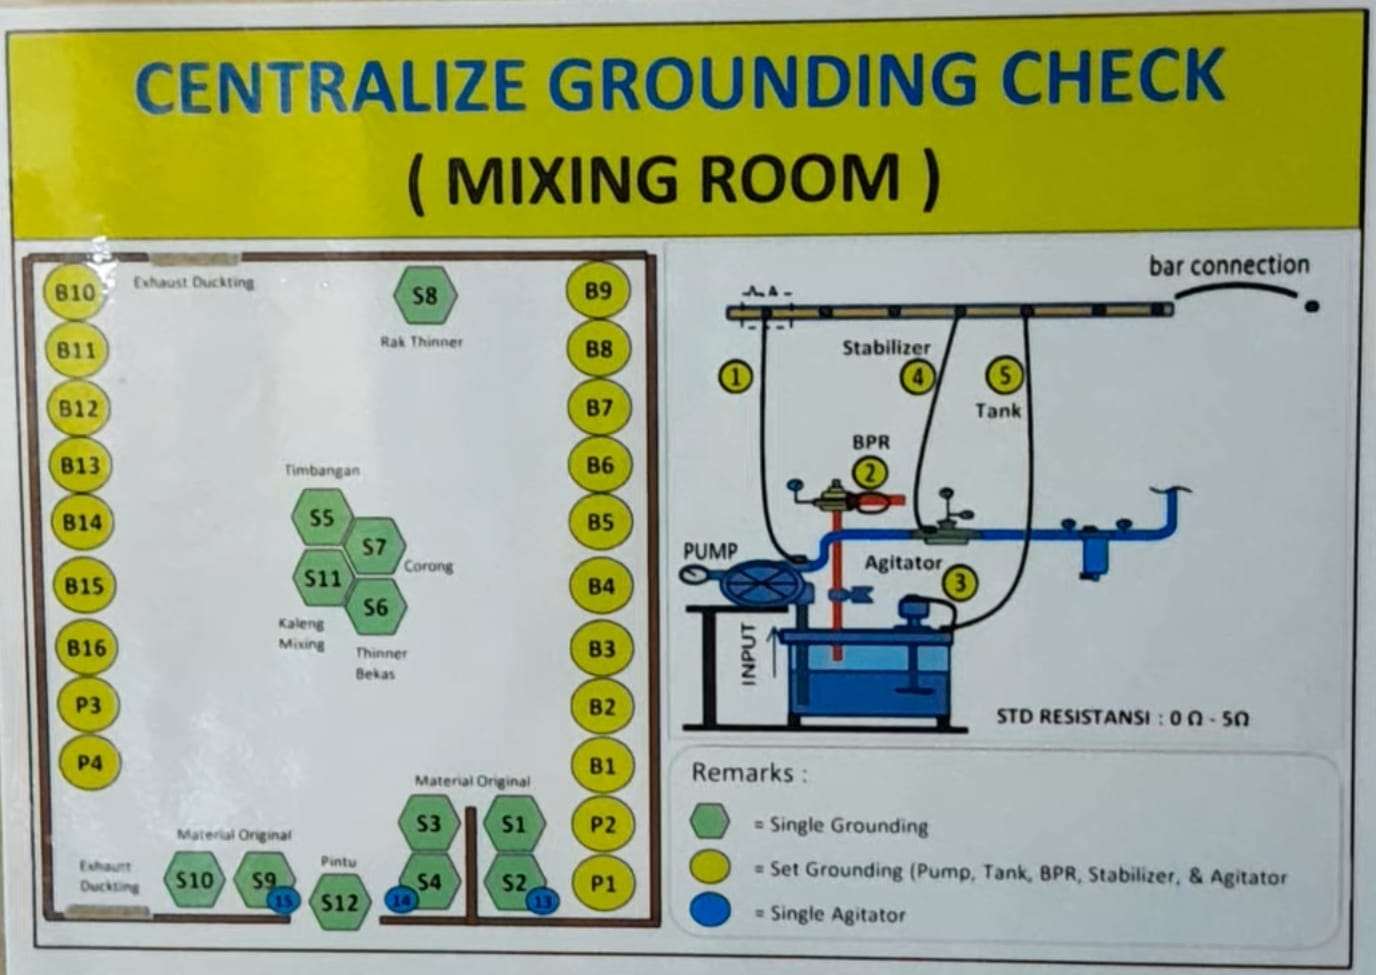 CENTRALIZE GROUNDING CHECK
( MIXING ROOM )
B10
Exhaust Duckting
S8
Rak Thinner
B9
B11
B8
B12
B7
B13
B6
B14
B5
B15
B4
B16
B3
P3
B2
P4
B1
P2
P1
Timbangan
S5
S7
Corong
S11
S6
Kaleng
Mixing
Thinner
Bekas
Material Original
S3
S1
S4
14
S2
13
Material Original
Exhaust
Duckting
S10
S9
15
Pintu
S12
bar connection
1
Stabilizer
4
5
Tank
BPR
2
PUMP
Agitator
3
INPUT
STD RESISTANSI : 0 Ω - 5Ω
Remarks :
= Single Grounding
= Set Grounding (Pump, Tank, BPR, Stabilizer, & Agitator
= Single Agitator